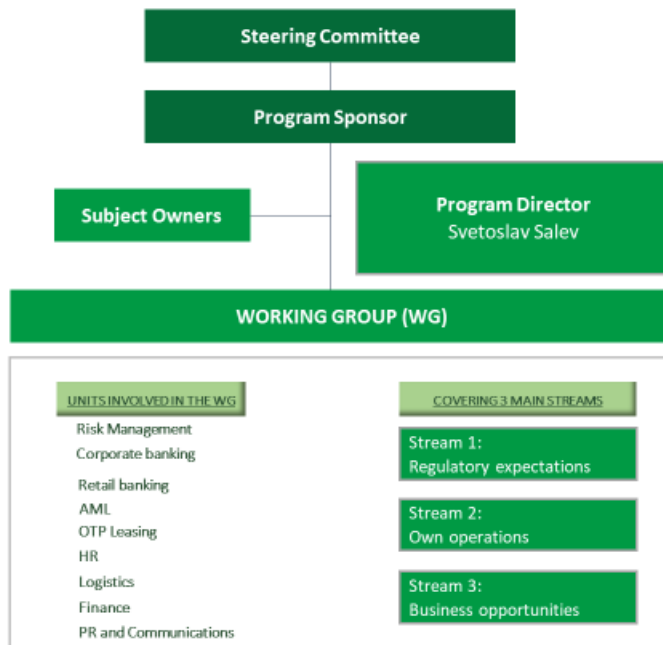 Steering Committee
Program Sponsor
Subject Owners
Program Director
Svetoslav Salev
WORKING GROUP (WG)
UNITS INVOLVED IN THE WG
Risk Management
Corporate banking
Retail banking
AML
OTP Leasing
HR
Logistics
Finance
PR and Communications
COVERING 3 MAIN STREAMS
Stream 1:
Regulatory expectations
Stream 2:
Own operations
Stream 3:
Business opportunities